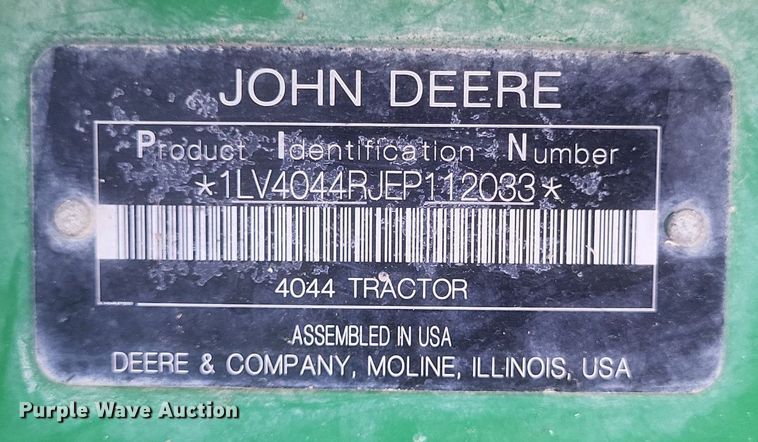 JOHN DEERE
Product Identification Number
*1LV4044RJEP112033*
4044 TRACTOR
ASSEMBLED IN USA
DEERE & COMPANY, MOLINE, ILLINOIS, USA
Purple Wave Auction